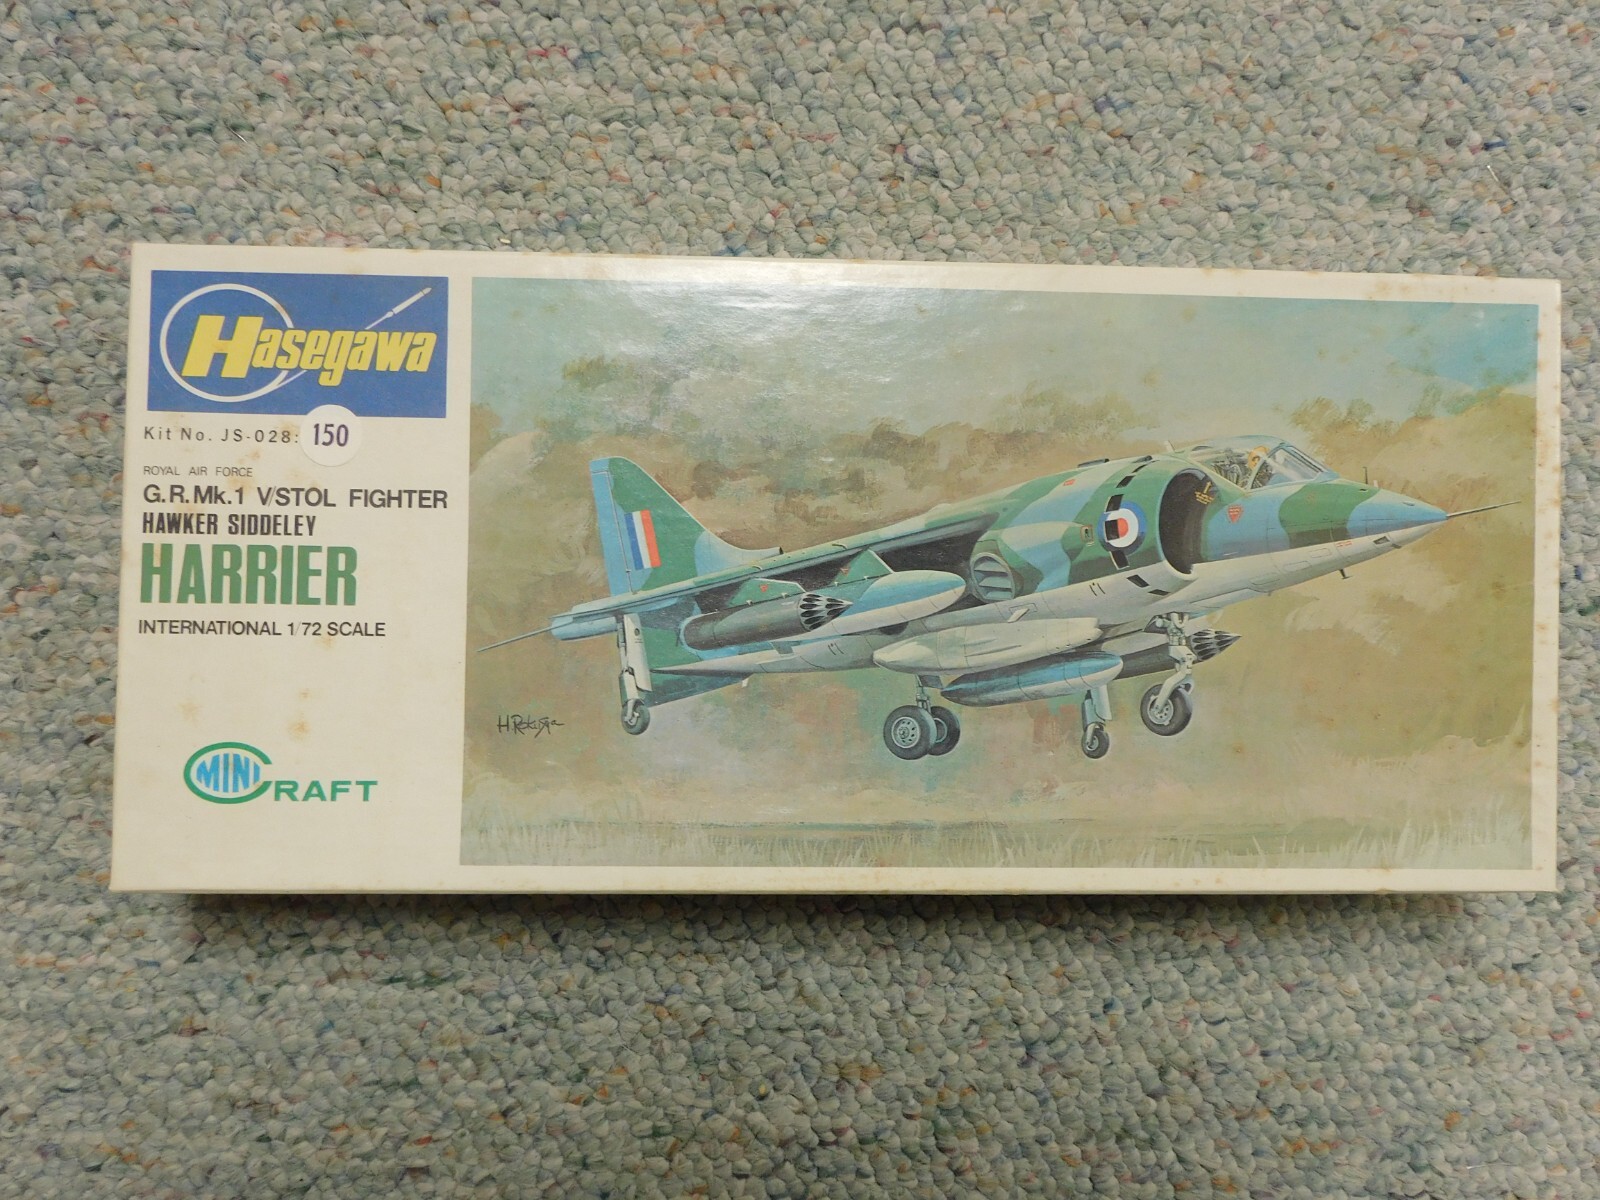 Hasegawa
Kit No. JS-028: 150
ROYAL AIR FORCE
G.R.Mk.1 V/STOL FIGHTER
HAWKER SIDDELEY
HARRIER
INTERNATIONAL 1/72 SCALE
MINICRAFT